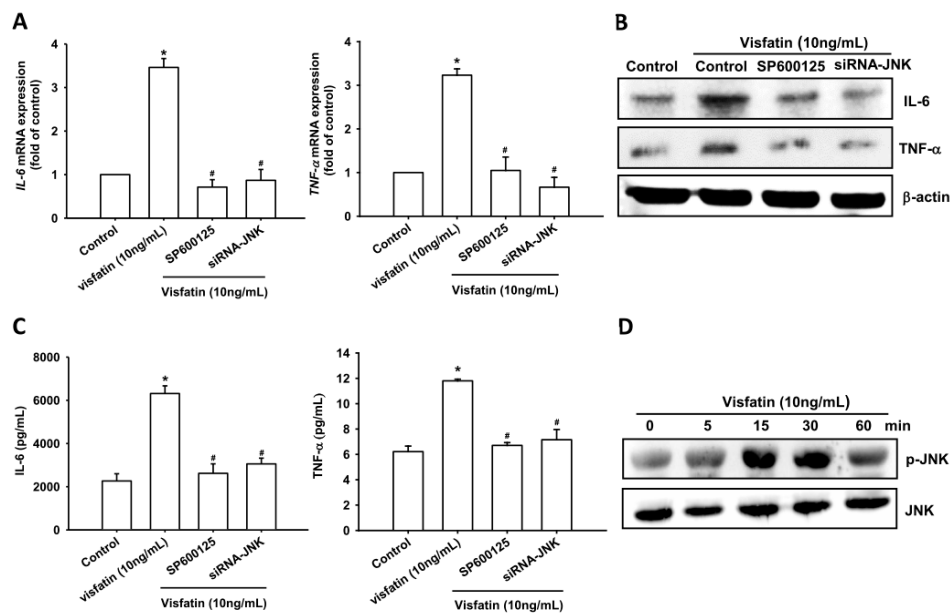 A
IL-6 mRNA expression
(fold of control)
4
3
2
1
0
*
#
#
Control
visfatin (10ng/mL)
SP600125
siRNA-JNK
Visfatin (10ng/mL)
TNF-α mRNA expression
(fold of control)
4
3
2
1
0
*
#
#
Control
visfatin (10ng/mL)
SP600125
siRNA-JNK
Visfatin (10ng/mL)
B
Visfatin (10ng/mL)
Control Control SP600125 siRNA-JNK
IL-6
TNF-α
β-actin
C
IL-6
(pg/mL)
8000
6000
4000
2000
0
*
#
#
Control
visfatin (10ng/mL)
SP600125
siRNA-JNK
Visfatin (10ng/mL)
TNF-α
(pg/mL)
14
12
10
8
6
4
2
0
*
#
#
Control
visfatin (10ng/mL)
SP600125
siRNA-JNK
Visfatin (10ng/mL)
D
Visfatin (10ng/mL)
0 5 15 30 60 min
p-JNK
JNK